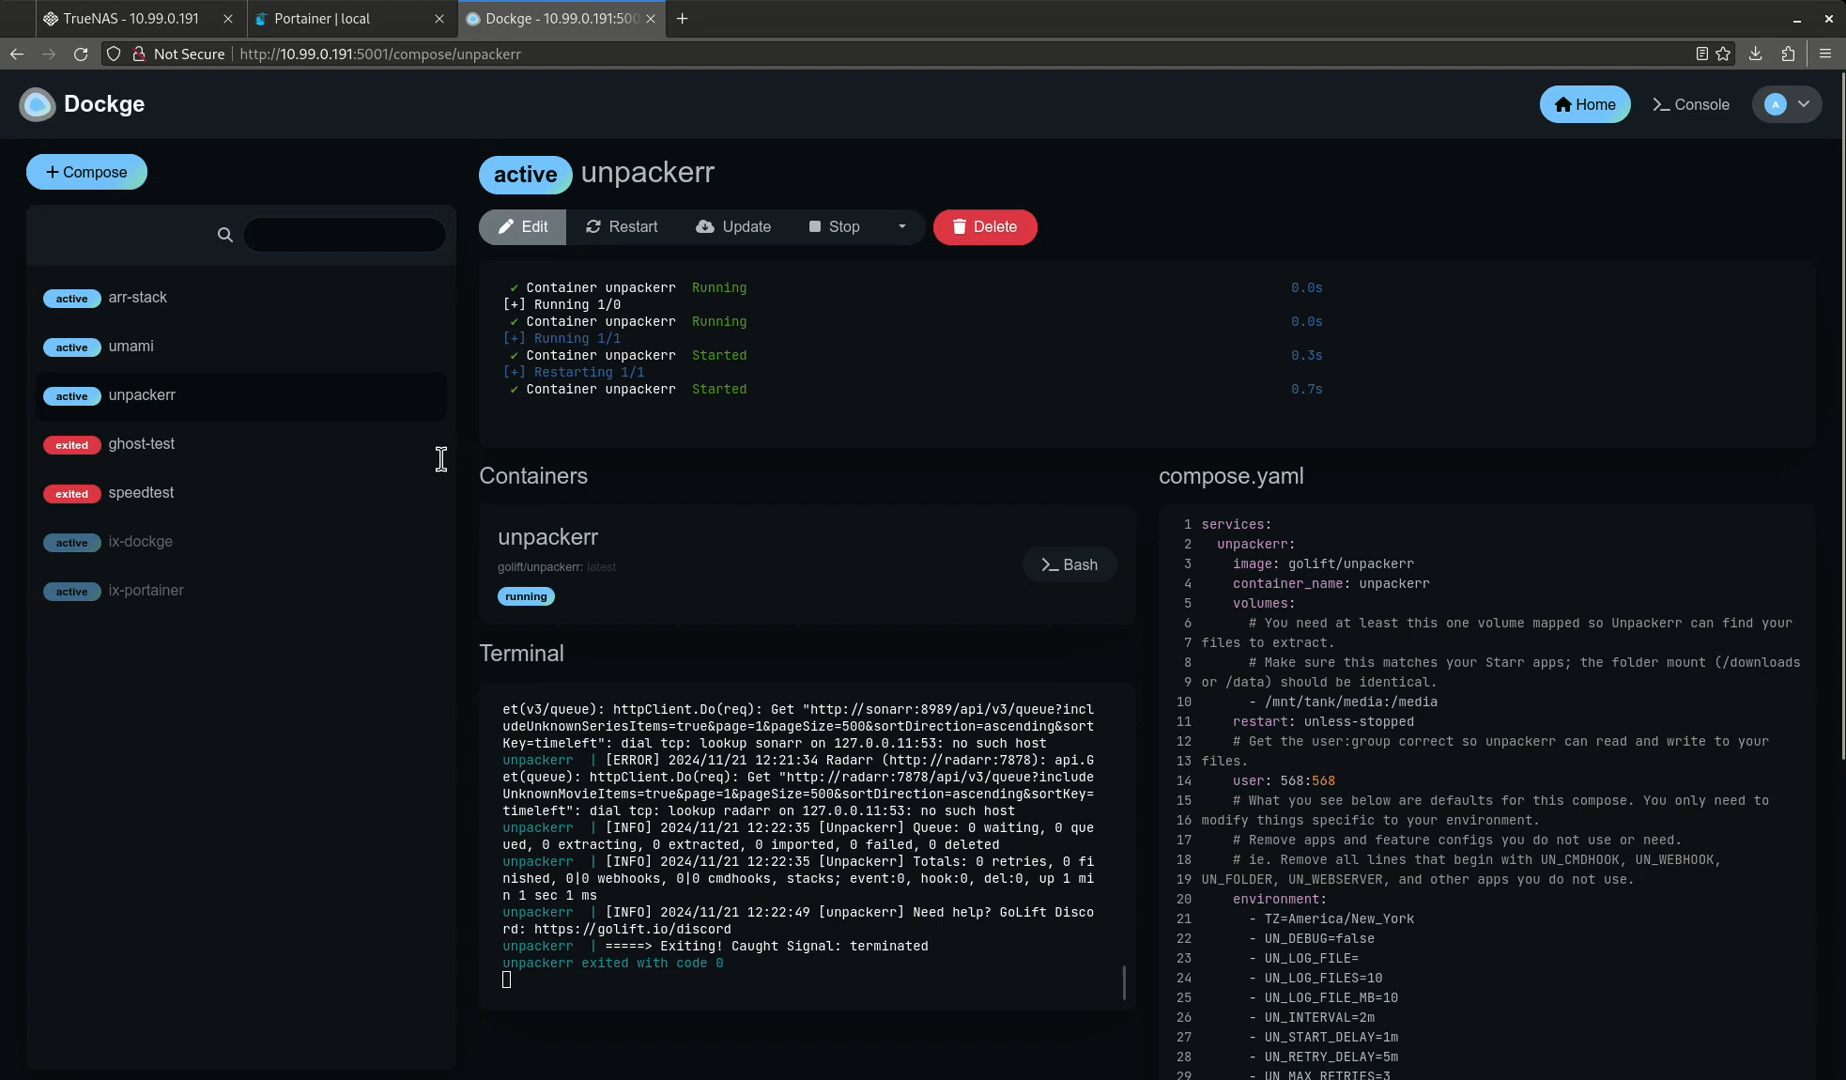 TrueNAS - 10.99.0.191
Portainer | local
Dockge - 10.99.0.191:500
Not Secure
http://10.99.0.191:5001/compose/unpackerr
Dockge
Home
Console
A
+ Compose
active arr-stack
active umami
active unpackerr
exited ghost-test
exited speedtest
active ix-dockge
active ix-portainer
active unpackerr
Edit
Restart
Update
Stop
Delete
✔ Container unpackerr Running 0.0s
[+] Running 1/0
✔ Container unpackerr Running 0.0s
[+] Running 1/1
✔ Container unpackerr Started 0.3s
[+] Restarting 1/1
✔ Container unpackerr Started 0.7s
Containers
unpackerr
golift/unpackerr: latest
running
Bash
Terminal
et(v3/queue): httpClient.Do(req): Get "http://sonarr:8989/api/v3/queue?incl
udeUnknownSeriesItems=true&page=1&pageSize=500&sortDirection=ascending&sort
Key=timeleft": dial tcp: lookup sonarr on 127.0.0.11:53: no such host
unpackerr | [ERROR] 2024/11/21 12:21:34 Radarr (http://radarr:7878): api.G
et(queue): httpClient.Do(req): Get "http://radarr:7878/api/v3/queue?include
UnknownMovieItems=true&page=1&pageSize=500&sortDirection=ascending&sortKey=
timeleft": dial tcp: lookup radarr on 127.0.0.11:53: no such host
unpackerr | [INFO] 2024/11/21 12:22:35 [Unpackerr] Queue: 0 waiting, 0 que
ued, 0 extracting, 0 extracted, 0 imported, 0 failed, 0 deleted
unpackerr | [INFO] 2024/11/21 12:22:35 [Unpackerr] Totals: 0 retries, 0 fi
nished, 0|0 webhooks, 0|0 cmdhooks, stacks; event:0, hook:0, del:0, up 1 mi
n 1 sec 1 ms
unpackerr | [INFO] 2024/11/21 12:22:49 [unpackerr] Need help? GoLift Disco
rd: https://golift.io/discord
unpackerr | =====> Exiting! Caught Signal: terminated
unpackerr exited with code 0
compose.yaml
1 services:
2 unpackerr:
3 image: golift/unpackerr
4 container_name: unpackerr
5 volumes:
6 # You need at least this one volume mapped so Unpackerr can find your
7 files to extract.
8 # Make sure this matches your Starr apps; the folder mount (/downloads
9 or /data) should be identical.
10 - /mnt/tank/media:/media
11 restart: unless-stopped
12 # Get the user:group correct so unpackerr can read and write to your
13 files.
14 user: 568:568
15 # What you see below are defaults for this compose. You only need to
16 modify things specific to your environment.
17 # Remove apps and feature configs you do not use or need.
18 # ie. Remove all lines that begin with UN_CMDHOOK, UN_WEBHOOK,
19 UN_FOLDER, UN_WEBSERVER, and other apps you do not use.
20 environment:
21 - TZ=America/New_York
22 - UN_DEBUG=false
23 - UN_LOG_FILE=
24 - UN_LOG_FILES=10
25 - UN_LOG_FILE_MB=10
26 - UN_INTERVAL=2m
27 - UN_START_DELAY=1m
28 - UN_RETRY_DELAY=5m
29 - UN_MAX_RETRIES=3